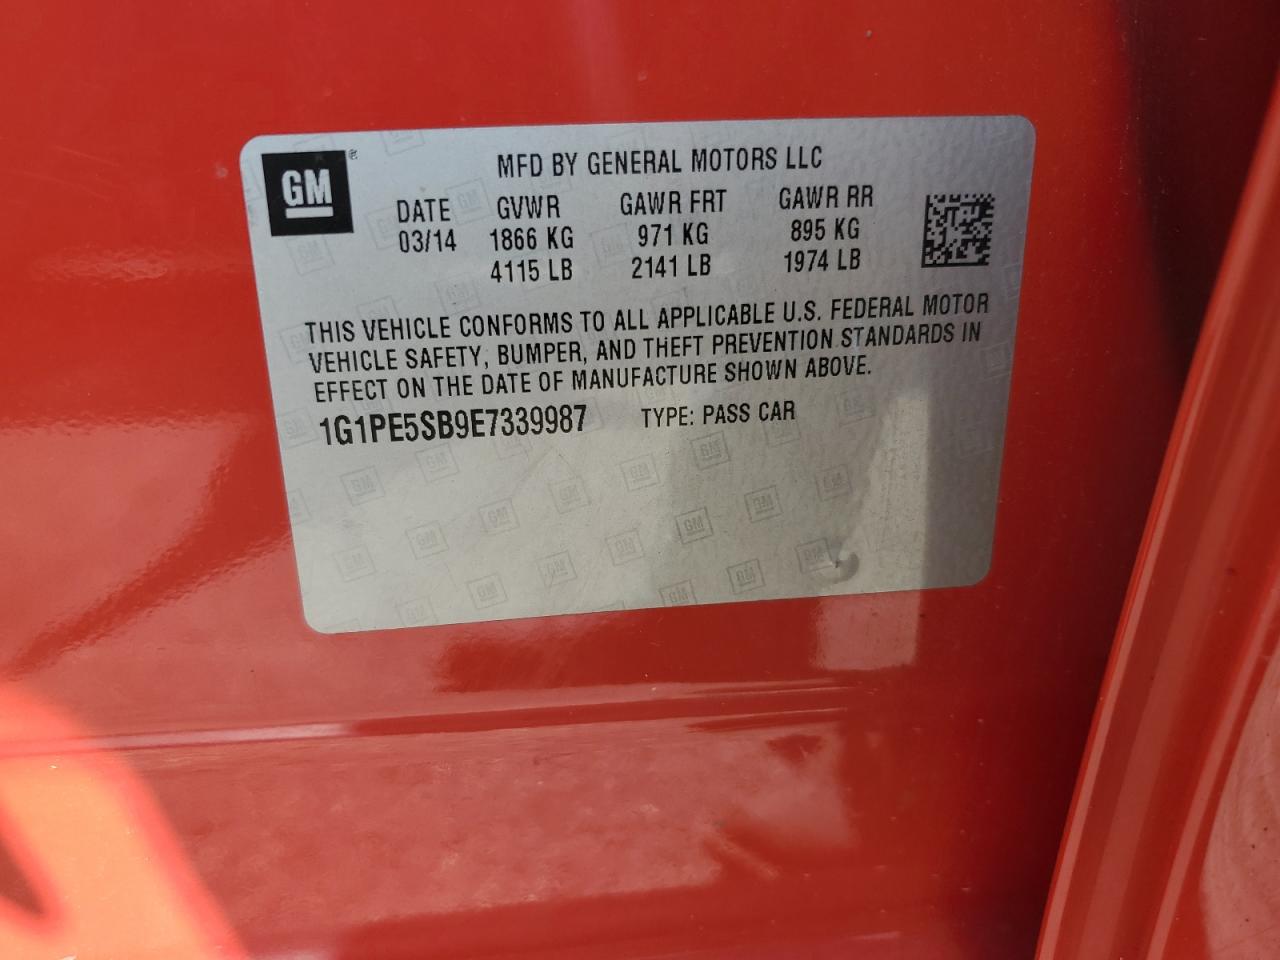 GM®
MFD BY GENERAL MOTORS LLC
DATE GVWR GAWR FRT GAWR RR
03/14 1866 KG 971 KG 895 KG
4115 LB 2141 LB 1974 LB
THIS VEHICLE CONFORMS TO ALL APPLICABLE U.S. FEDERAL MOTOR
VEHICLE SAFETY, BUMPER, AND THEFT PREVENTION STANDARDS IN
EFFECT ON THE DATE OF MANUFACTURE SHOWN ABOVE.
1G1PE5SB9E7339987 TYPE: PASS CAR